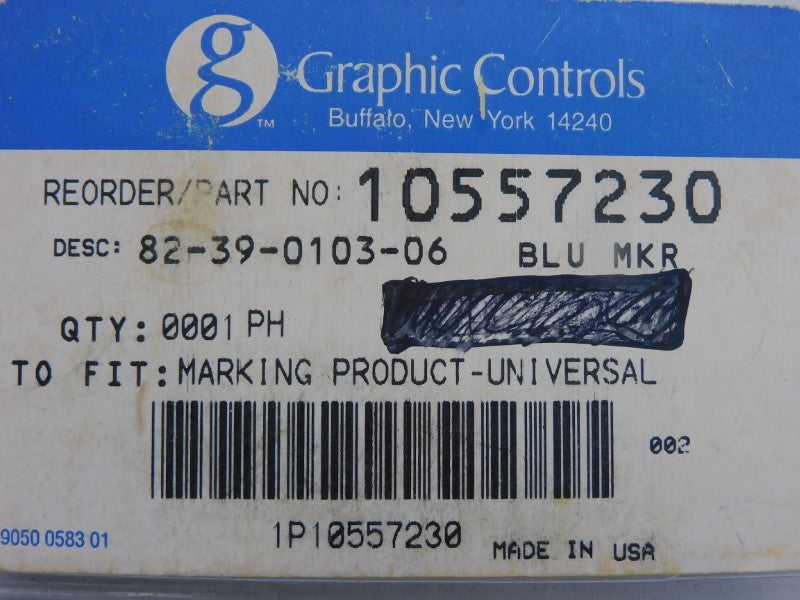 g
™
Graphic Controls
Buffalo, New York 14240
REORDER/PART NO: 10557230
DESC: 82-39-0103-06 BLU MKR
QTY: 0001 PH
TO FIT: MARKING PRODUCT-UNIVERSAL
002
1P10557230
9050 0583 01
MADE IN USA